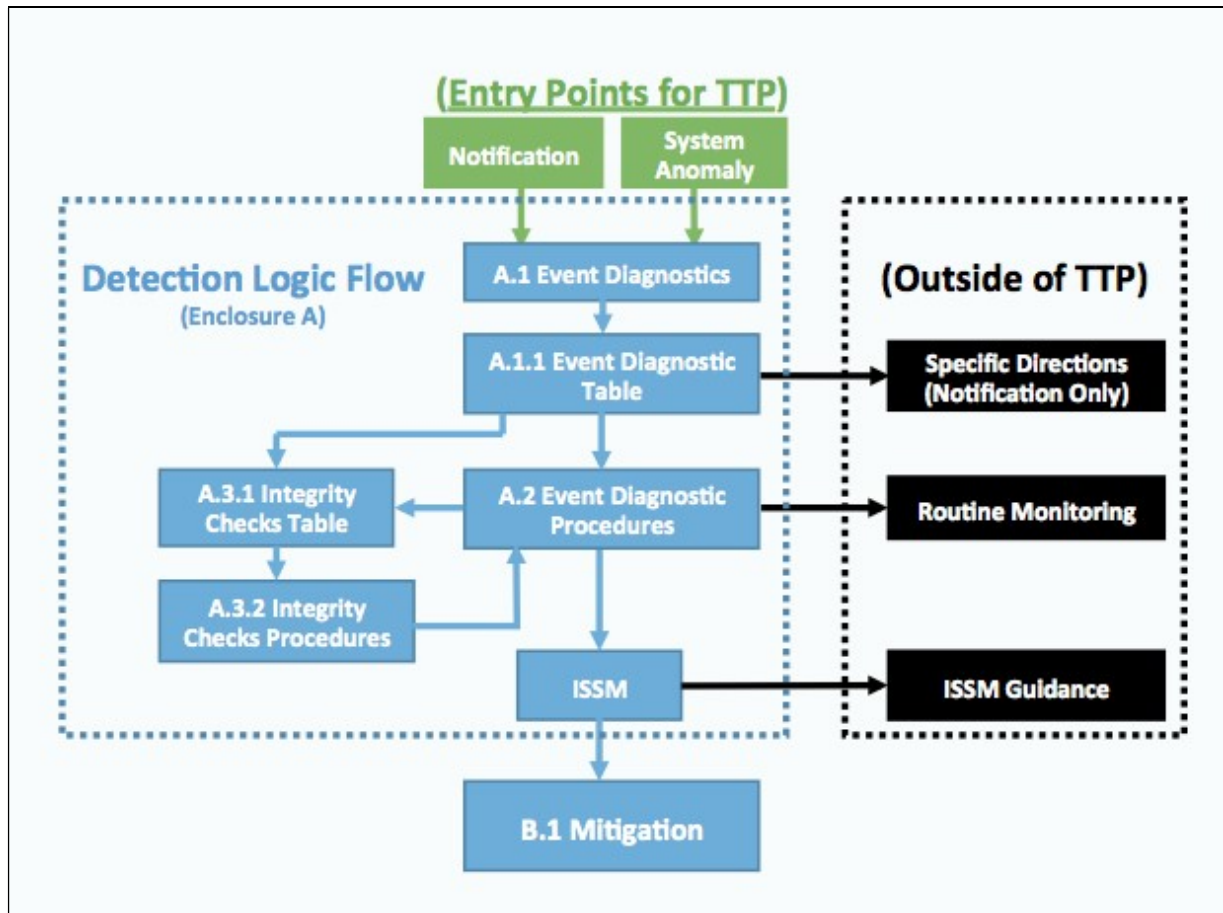 (Entry Points for TTP)
Notification
System
Anomaly
Detection Logic Flow
(Enclosure A)
A.1 Event Diagnostics
(Outside of TTP)
A.1.1 Event Diagnostic
Table
Specific Directions
(Notification Only)
A.3.1 Integrity
Checks Table
A.2 Event Diagnostic
Procedures
Routine Monitoring
A.3.2 Integrity
Checks Procedures
ISSM
ISSM Guidance
B.1 Mitigation